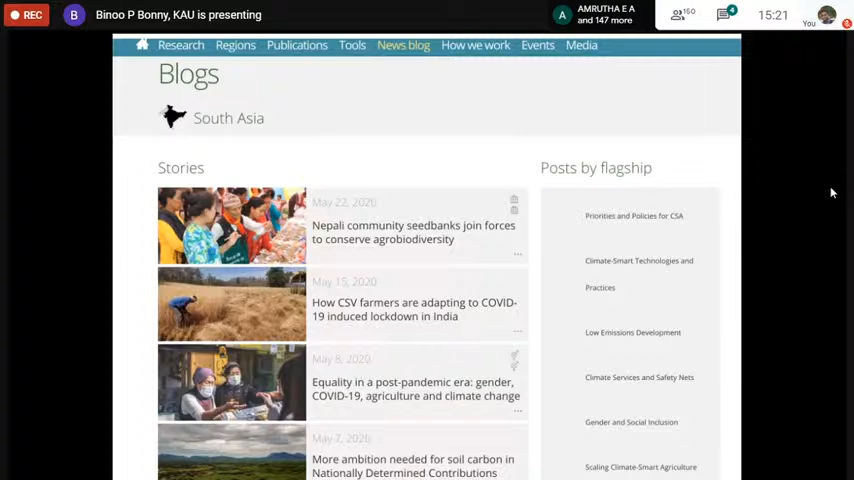 REC
B
Binoo P Bonny, KAU is presenting
A
AMRUTHA E A
and 147 more
160
4
15:21
You
Research Regions Publications Tools News blog How we work Events Media
Blogs
South Asia
Stories
May 22, 2020
Nepali community seedbanks join forces
to conserve agrobiodiversity
...
May 15, 2020
How CSV farmers are adapting to COVID-
19 induced lockdown in India
...
May 8, 2020
Equality in a post-pandemic era: gender,
COVID-19, agriculture and climate change
...
May 7, 2020
More ambition needed for soil carbon in
Nationally Determined Contributions
Posts by flagship
Priorities and Policies for CSA
Climate-Smart Technologies and
Practices
Low Emissions Development
Climate Services and Safety Nets
Gender and Social Inclusion
Scaling Climate-Smart Agriculture